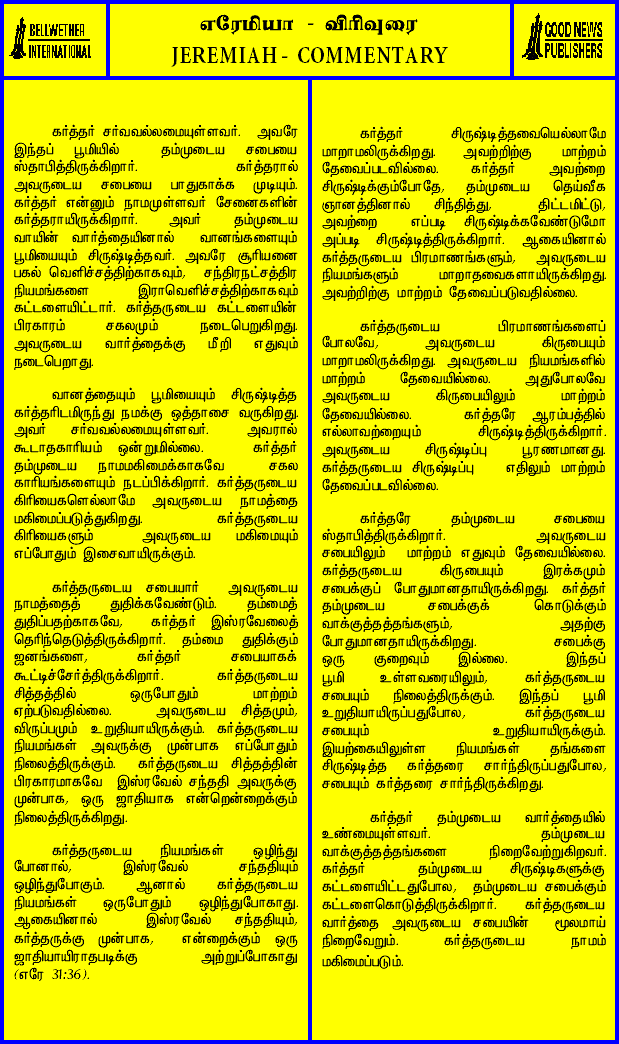 BELLWETHER
INTERNATIONAL
எரேமியா - விரிவுரை
JEREMIAH - COMMENTARY
GOOD NEWS
PUBLISHERS
கர்த்தர் சர்வவல்லமையுள்ளவர். அவரே
இந்தப் பூமியில் தம்முடைய சபையை
ஸ்தாபித்திருக்கிறார். கர்த்தரால்
அவருடைய சபையை பாதுகாக்க முடியும்.
கர்த்தர் என்னும் நாமமுள்ளவர் சேனைகளின்
கர்த்தராயிருக்கிறார். அவர் தம்முடைய
வாயின் வார்த்தையினால் வானங்களையும்
பூமியையும் சிருஷ்டித்தவர். அவரே சூரியனை
பகல் வெளிச்சத்திற்காகவும், சந்திரநட்சத்திர
நியமங்களை இராவெளிச்சத்திற்காகவும்
கட்டளையிட்டார். கர்த்தருடைய கட்டளையின்
பிரகாரம் சகலமும் நடைபெறுகிறது.
அவருடைய வார்த்தைக்கு மீறி எதுவும்
நடைபெறாது.
வானத்தையும் பூமியையும் சிருஷ்டித்த
கர்த்தரிடமிருந்து நமக்கு ஒத்தாசை வருகிறது.
அவர் சர்வவல்லமையுள்ளவர். அவரால்
கூடாதகாரியம் ஒன்றுமில்லை. கர்த்தர்
தம்முடைய நாமமகிமைக்காகவே சகல
காரியங்களையும் நடப்பிக்கிறார். கர்த்தருடைய
கிரியைகளெல்லாமே அவருடைய நாமத்தை
மகிமைப்படுத்துகிறது. கர்த்தருடைய
கிரியைகளும் அவருடைய மகிமையும்
எப்போதும் இசைவாயிருக்கும்.
கர்த்தருடைய சபையார் அவருடைய
நாமத்தைத் துதிக்கவேண்டும். தம்மைத்
துதிப்பதற்காகவே, கர்த்தர் இஸ்ரவேலைத்
தெரிந்தெடுத்திருக்கிறார். தம்மை துதிக்கும்
ஜனங்களை, கர்த்தர் சபையாகக்
கூட்டிச்சேர்த்திருக்கிறார். கர்த்தருடைய
சித்தத்தில் ஒருபோதும் மாற்றம்
ஏற்படுவதில்லை. அவருடைய சித்தமும்,
விருப்பமும் உறுதியாயிருக்கும். கர்த்தருடைய
நியமங்கள் அவருக்கு முன்பாக எப்போதும்
நிலைத்திருக்கும். கர்த்தருடைய சித்தத்தின்
பிரகாரமாகவே இஸ்ரவேல் சந்ததி அவருக்கு
முன்பாக, ஒரு ஜாதியாக என்றென்றைக்கும்
நிலைத்திருக்கிறது.
கர்த்தருடைய நியமங்கள் ஒழிந்து
போனால், இஸ்ரவேல் சந்ததியும்
ஒழிந்துபோகும். ஆனால் கர்த்தருடைய
நியமங்கள் ஒருபோதும் ஒழிந்துபோகாது.
ஆகையினால் இஸ்ரவேல் சந்ததியும்,
கர்த்தருக்கு முன்பாக, என்றைக்கும் ஒரு
ஜாதியாயிராதபடிக்கு அற்றுப்போகாது
(எரே 31:36).
கர்த்தர் சிருஷ்டித்தவையெல்லாமே
மாறாமலிருக்கிறது. அவற்றிற்கு மாற்றம்
தேவைப்படவில்லை. கர்த்தர் அவற்றை
சிருஷ்டிக்கும்போதே, தம்முடைய தெய்வீக
ஞானத்தினால் சிந்தித்து, திட்டமிட்டு,
அவற்றை எப்படி சிருஷ்டிக்கவேண்டுமோ
அப்படி சிருஷ்டித்திருக்கிறார். ஆகையினால்
கர்த்தருடைய பிரமாணங்களும், அவருடைய
நியமங்களும் மாறாதவைகளாயிருக்கிறது.
அவற்றிற்கு மாற்றம் தேவைப்படுவதில்லை.
கர்த்தருடைய பிரமாணங்களைப்
போலவே, அவருடைய கிருபையும்
மாறாமலிருக்கிறது. அவருடைய நியமங்களில்
மாற்றம் தேவையில்லை. அதுபோலவே
அவருடைய கிருபையிலும் மாற்றம்
தேவையில்லை. கர்த்தரே ஆரம்பத்தில்
எல்லாவற்றையும் சிருஷ்டித்திருக்கிறார்.
அவருடைய சிருஷ்டிப்பு பூரணமானது.
கர்த்தருடைய சிருஷ்டிப்பு எதிலும் மாற்றம்
தேவைப்படவில்லை.
கர்த்தரே தம்முடைய சபையை
ஸ்தாபித்திருக்கிறார். அவருடைய
சபையிலும் மாற்றம் எதுவும் தேவையில்லை.
கர்த்தருடைய கிருபையும் இரக்கமும்
சபைக்குப் போதுமானதாயிருக்கிறது. கர்த்தர்
தம்முடைய சபைக்குக் கொடுக்கும்
வாக்குத்தத்தங்களும், அதற்கு
போதுமானதாயிருக்கிறது. சபைக்கு
ஒரு குறைவும் இல்லை. இந்தப்
பூமி உள்ளவரையிலும், கர்த்தருடைய
சபையும் நிலைத்திருக்கும். இந்தப் பூமி
உறுதியாயிருப்பதுபோல, கர்த்தருடைய
சபையும் உறுதியாயிருக்கும்.
இயற்கையிலுள்ள நியமங்கள் தங்களை
சிருஷ்டித்த கர்த்தரை சார்ந்திருப்பதுபோல,
சபையும் கர்த்தரை சார்ந்திருக்கிறது.
கர்த்தர் தம்முடைய வார்த்தையில்
உண்மையுள்ளவர். தம்முடைய
வாக்குத்தத்தங்களை நிறைவேற்றுகிறவர்.
கர்த்தர் தம்முடைய சிருஷ்டிகளுக்கு
கட்டளையிட்டதுபோல, தம்முடைய சபைக்கும்
கட்டளைகொடுத்திருக்கிறார். கர்த்தருடைய
வார்த்தை அவருடைய சபையின் மூலமாய்
நிறைவேறும். கர்த்தருடைய நாமம்
மகிமைப்படும்.